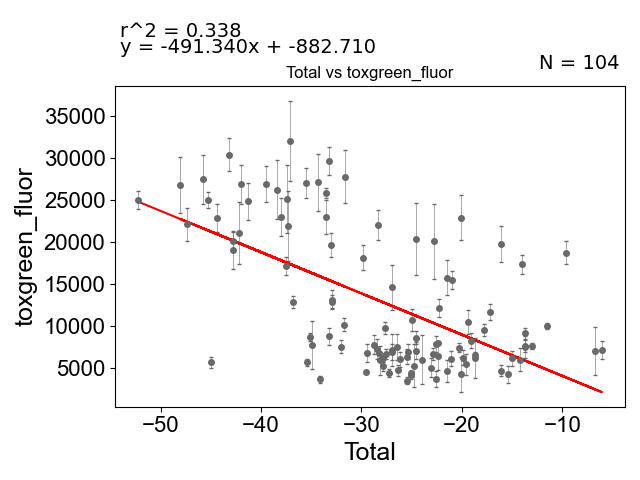 r^2 = 0.338
y = -491.340x + -882.710
N = 104
Total vs toxgreen_fluor
35000
30000
25000
20000
15000
10000
5000
toxgreen_fluor
−50 −40 −30 −20 −10
Total